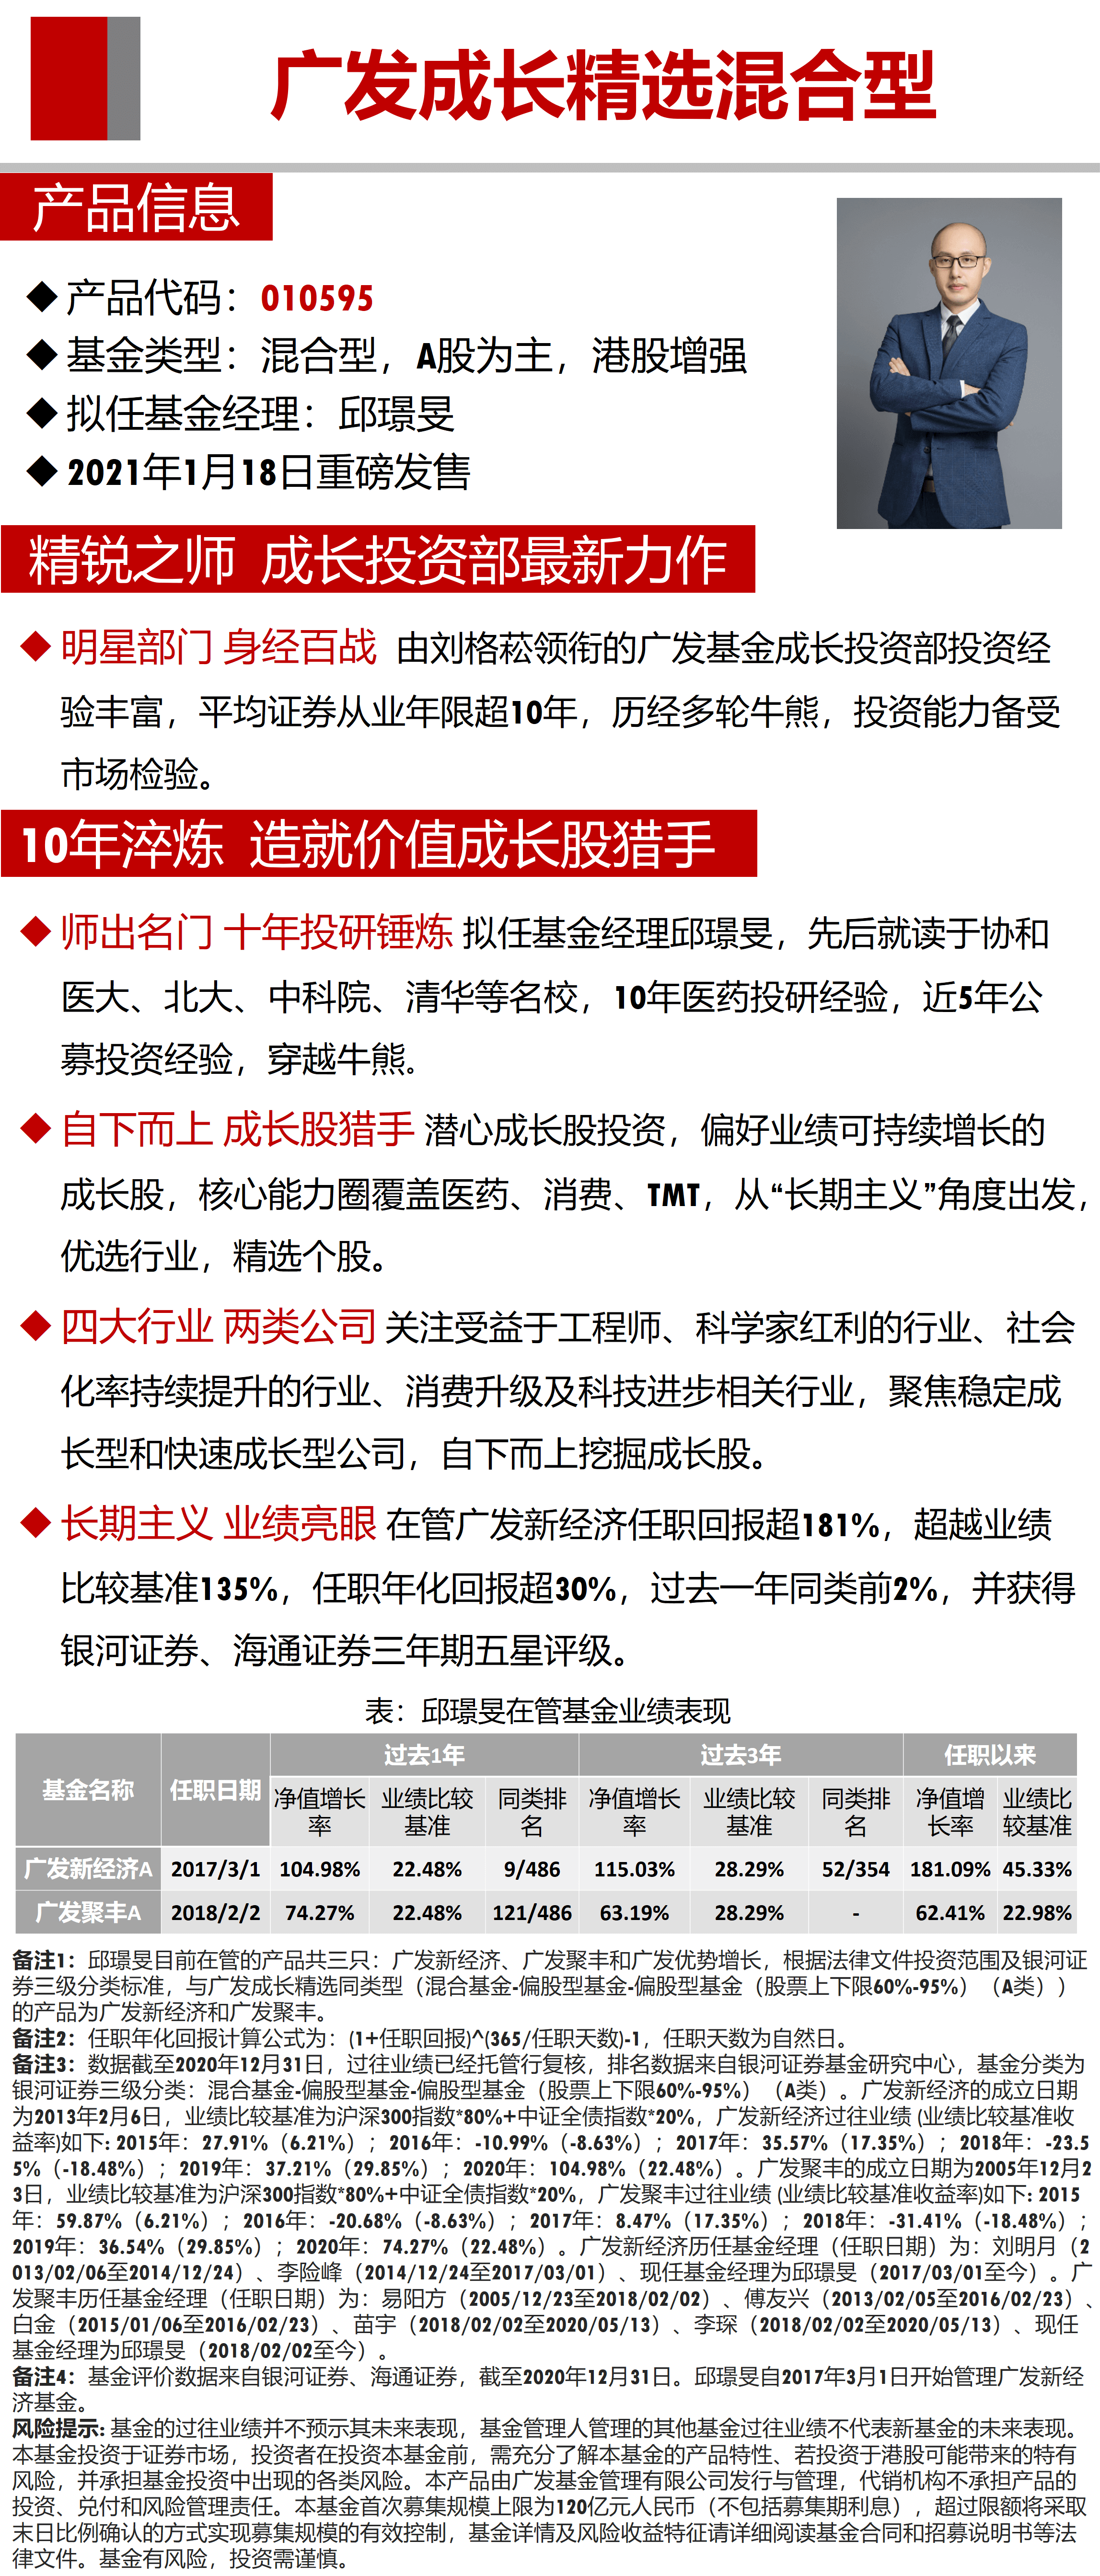 广发成长精选混合型
产品信息
◆ 产品代码：010595
◆ 基金类型：混合型，A股为主，港股增强
◆ 拟任基金经理：邱璟旻
◆ 2021年1月18日重磅发售
精锐之师 成长投资部最新力作
◆ 明星部门 身经百战 由刘格菘领衔的广发基金成长投资部投资经
验丰富，平均证券从业年限超10年，历经多轮牛熊，投资能力备受
市场检验。
10年淬炼 造就价值成长股猎手
◆ 师出名门 十年投研锤炼 拟任基金经理邱璟旻，先后就读于协和
医大、北大、中科院、清华等名校，10年医药投研经验，近5年公
募投资经验，穿越牛熊。
◆ 自下而上 成长股猎手 潜心成长股投资，偏好业绩可持续增长的
成长股，核心能力圈覆盖医药、消费、TMT，从“长期主义”角度出发，
优选行业，精选个股。
◆ 四大行业 两类公司 关注受益于工程师、科学家红利的行业、社会
化率持续提升的行业、消费升级及科技进步相关行业，聚焦稳定成
长型和快速成长型公司，自下而上挖掘成长股。
◆ 长期主义 业绩亮眼 在管广发新经济任职回报超181%，超越业绩
比较基准135%，任职年化回报超30%，过去一年同类前2%，并获得
银河证券、海通证券三年期五星评级。
表：邱璟旻在管基金业绩表现
基金名称 任职日期 过去1年 过去3年 任职以来
净值增长率 业绩比较基准 同类排名 净值增长率 业绩比较基准 同类排名 净值增长率 业绩比较基准
广发新经济A 2017/3/1 104.98% 22.48% 9/486 115.03% 28.29% 52/354 181.09% 45.33%
广发聚丰A 2018/2/2 74.27% 22.48% 121/486 63.19% 28.29% - 62.41% 22.98%
备注1：邱璟旻目前在管的产品共三只：广发新经济、广发聚丰和广发优势增长，根据法律文件投资范围及银河证
券三级分类标准，与广发成长精选同类型（混合基金-偏股型基金-偏股型基金（股票上下限60%-95%）（A类））
的产品为广发新经济和广发聚丰。
备注2：任职年化回报计算公式为：(1+任职回报)^(365/任职天数)-1，任职天数为自然日。
备注3：数据截至2020年12月31日，过往业绩已经托管行复核，排名数据来自银河证券基金研究中心，基金分类为
银河证券三级分类：混合基金-偏股型基金-偏股型基金（股票上下限60%-95%）（A类）。广发新经济的成立日期
为2013年2月6日，业绩比较基准为沪深300指数*80%+中证全债指数*20%，广发新经济过往业绩 (业绩比较基准收
益率)如下: 2015年：27.91%（6.21%）；2016年：-10.99%（-8.63%）；2017年：35.57%（17.35%）；2018年：-23.5
5%（-18.48%）；2019年：37.21%（29.85%）；2020年：104.98%（22.48%）。广发聚丰的成立日期为2005年12月2
3日，业绩比较基准为沪深300指数*80%+中证全债指数*20%，广发聚丰过往业绩 (业绩比较基准收益率)如下: 2015
年：59.87%（6.21%）；2016年：-20.68%（-8.63%）；2017年：8.47%（17.35%）；2018年：-31.41%（-18.48%）；
2019年：36.54%（29.85%）；2020年：74.27%（22.48%）。广发新经济历任基金经理（任职日期）为：刘明月（2
013/02/06至2014/12/24）、李险峰（2014/12/24至2017/03/01）、现任基金经理为邱璟旻（2017/03/01至今）。广
发聚丰历任基金经理（任职日期）为：易阳方（2005/12/23至2018/02/02）、傅友兴（2013/02/05至2016/02/23）、
白金（2015/01/06至2016/02/23）、苗宇（2018/02/02至2020/05/13）、李琛（2018/02/02至2020/05/13）、现任
基金经理为邱璟旻（2018/02/02至今）。
备注4：基金评价数据来自银河证券、海通证券，截至2020年12月31日。邱璟旻自2017年3月1日开始管理广发新经
济基金。
风险提示: 基金的过往业绩并不预示其未来表现，基金管理人管理的其他基金过往业绩不代表新基金的未来表现。
本基金投资于证券市场，投资者在投资本基金前，需充分了解本基金的产品特性、若投资于港股可能带来的特有
风险，并承担基金投资中出现的各类风险。本产品由广发基金管理有限公司发行与管理，代销机构不承担产品的
投资、兑付和风险管理责任。本基金首次募集规模上限为120亿元人民币（不包括募集期利息），超过限额将采取
末日比例确认的方式实现募集规模的有效控制，基金详情及风险收益特征请详细阅读基金合同和招募说明书等法
律文件。基金有风险，投资需谨慎。